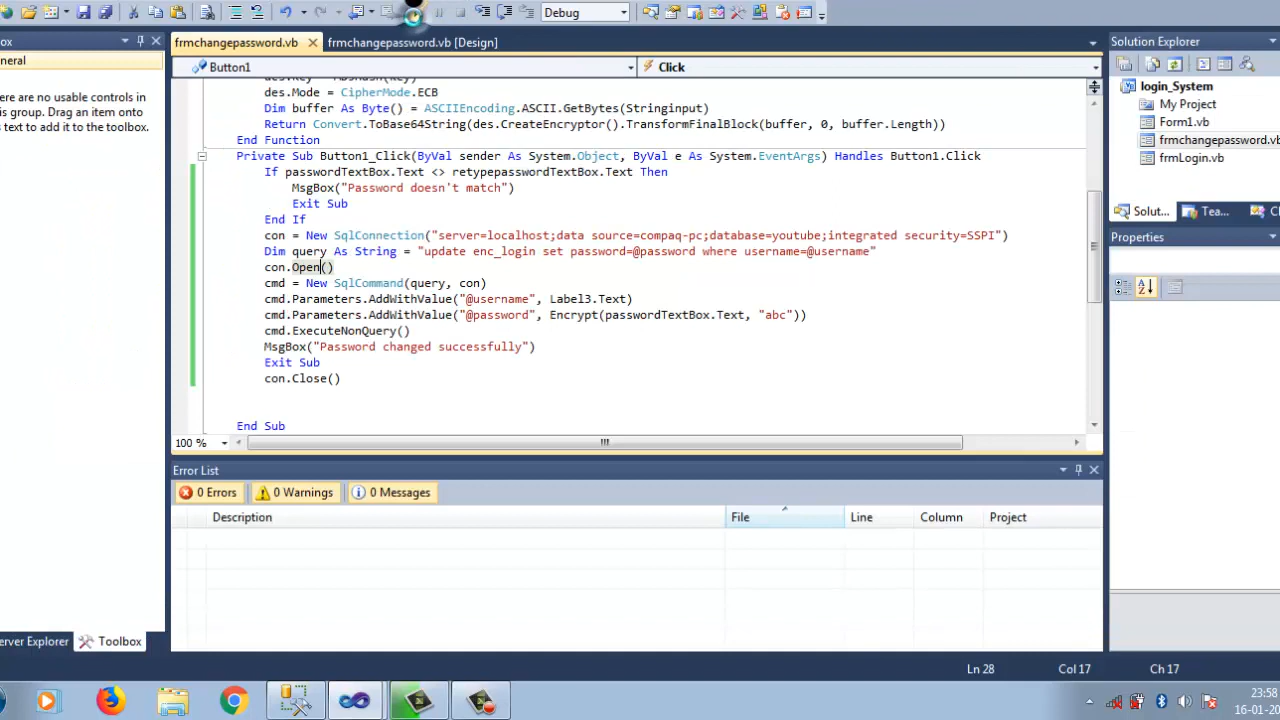 Debug
ox
frmchangepassword.vb
frmchangepassword.vb [Design]
Solution Explorer
Button1
Click
neral
ere are no usable controls in
is group. Drag an item onto
s text to add it to the toolbox.
des.Mode = CipherMode.ECB
Dim buffer As Byte() = ASCIIEncoding.ASCII.GetBytes(Stringinput)
Return Convert.ToBase64String(des.CreateEncryptor().TransformFinalBlock(buffer, 0, buffer.Length))
End Function
Private Sub Button1_Click(ByVal sender As System.Object, ByVal e As System.EventArgs) Handles Button1.Click
If passwordTextBox.Text <> retypepasswordTextBox.Text Then
MsgBox("Password doesn't match")
Exit Sub
End If
con = New SqlConnection("server=localhost;data source=compaq-pc;database=youtube;integrated security=SSPI")
Dim query As String = "update enc_login set password=@password where username=@username"
con.Open()
cmd = New SqlCommand(query, con)
cmd.Parameters.AddWithValue("@username", Label3.Text)
cmd.Parameters.AddWithValue("@password", Encrypt(passwordTextBox.Text, "abc"))
cmd.ExecuteNonQuery()
MsgBox("Password changed successfully")
Exit Sub
con.Close()
End Sub
100 %
login_System
My Project
Form1.vb
frmchangepassword.vb
frmLogin.vb
Solut...
Tea...
Properties
Error List
0 Errors
0 Warnings
0 Messages
Description
File
Line
Column
Project
erver Explorer
Toolbox
Ln 28
Col 17
Ch 17
23:58
16-01-20